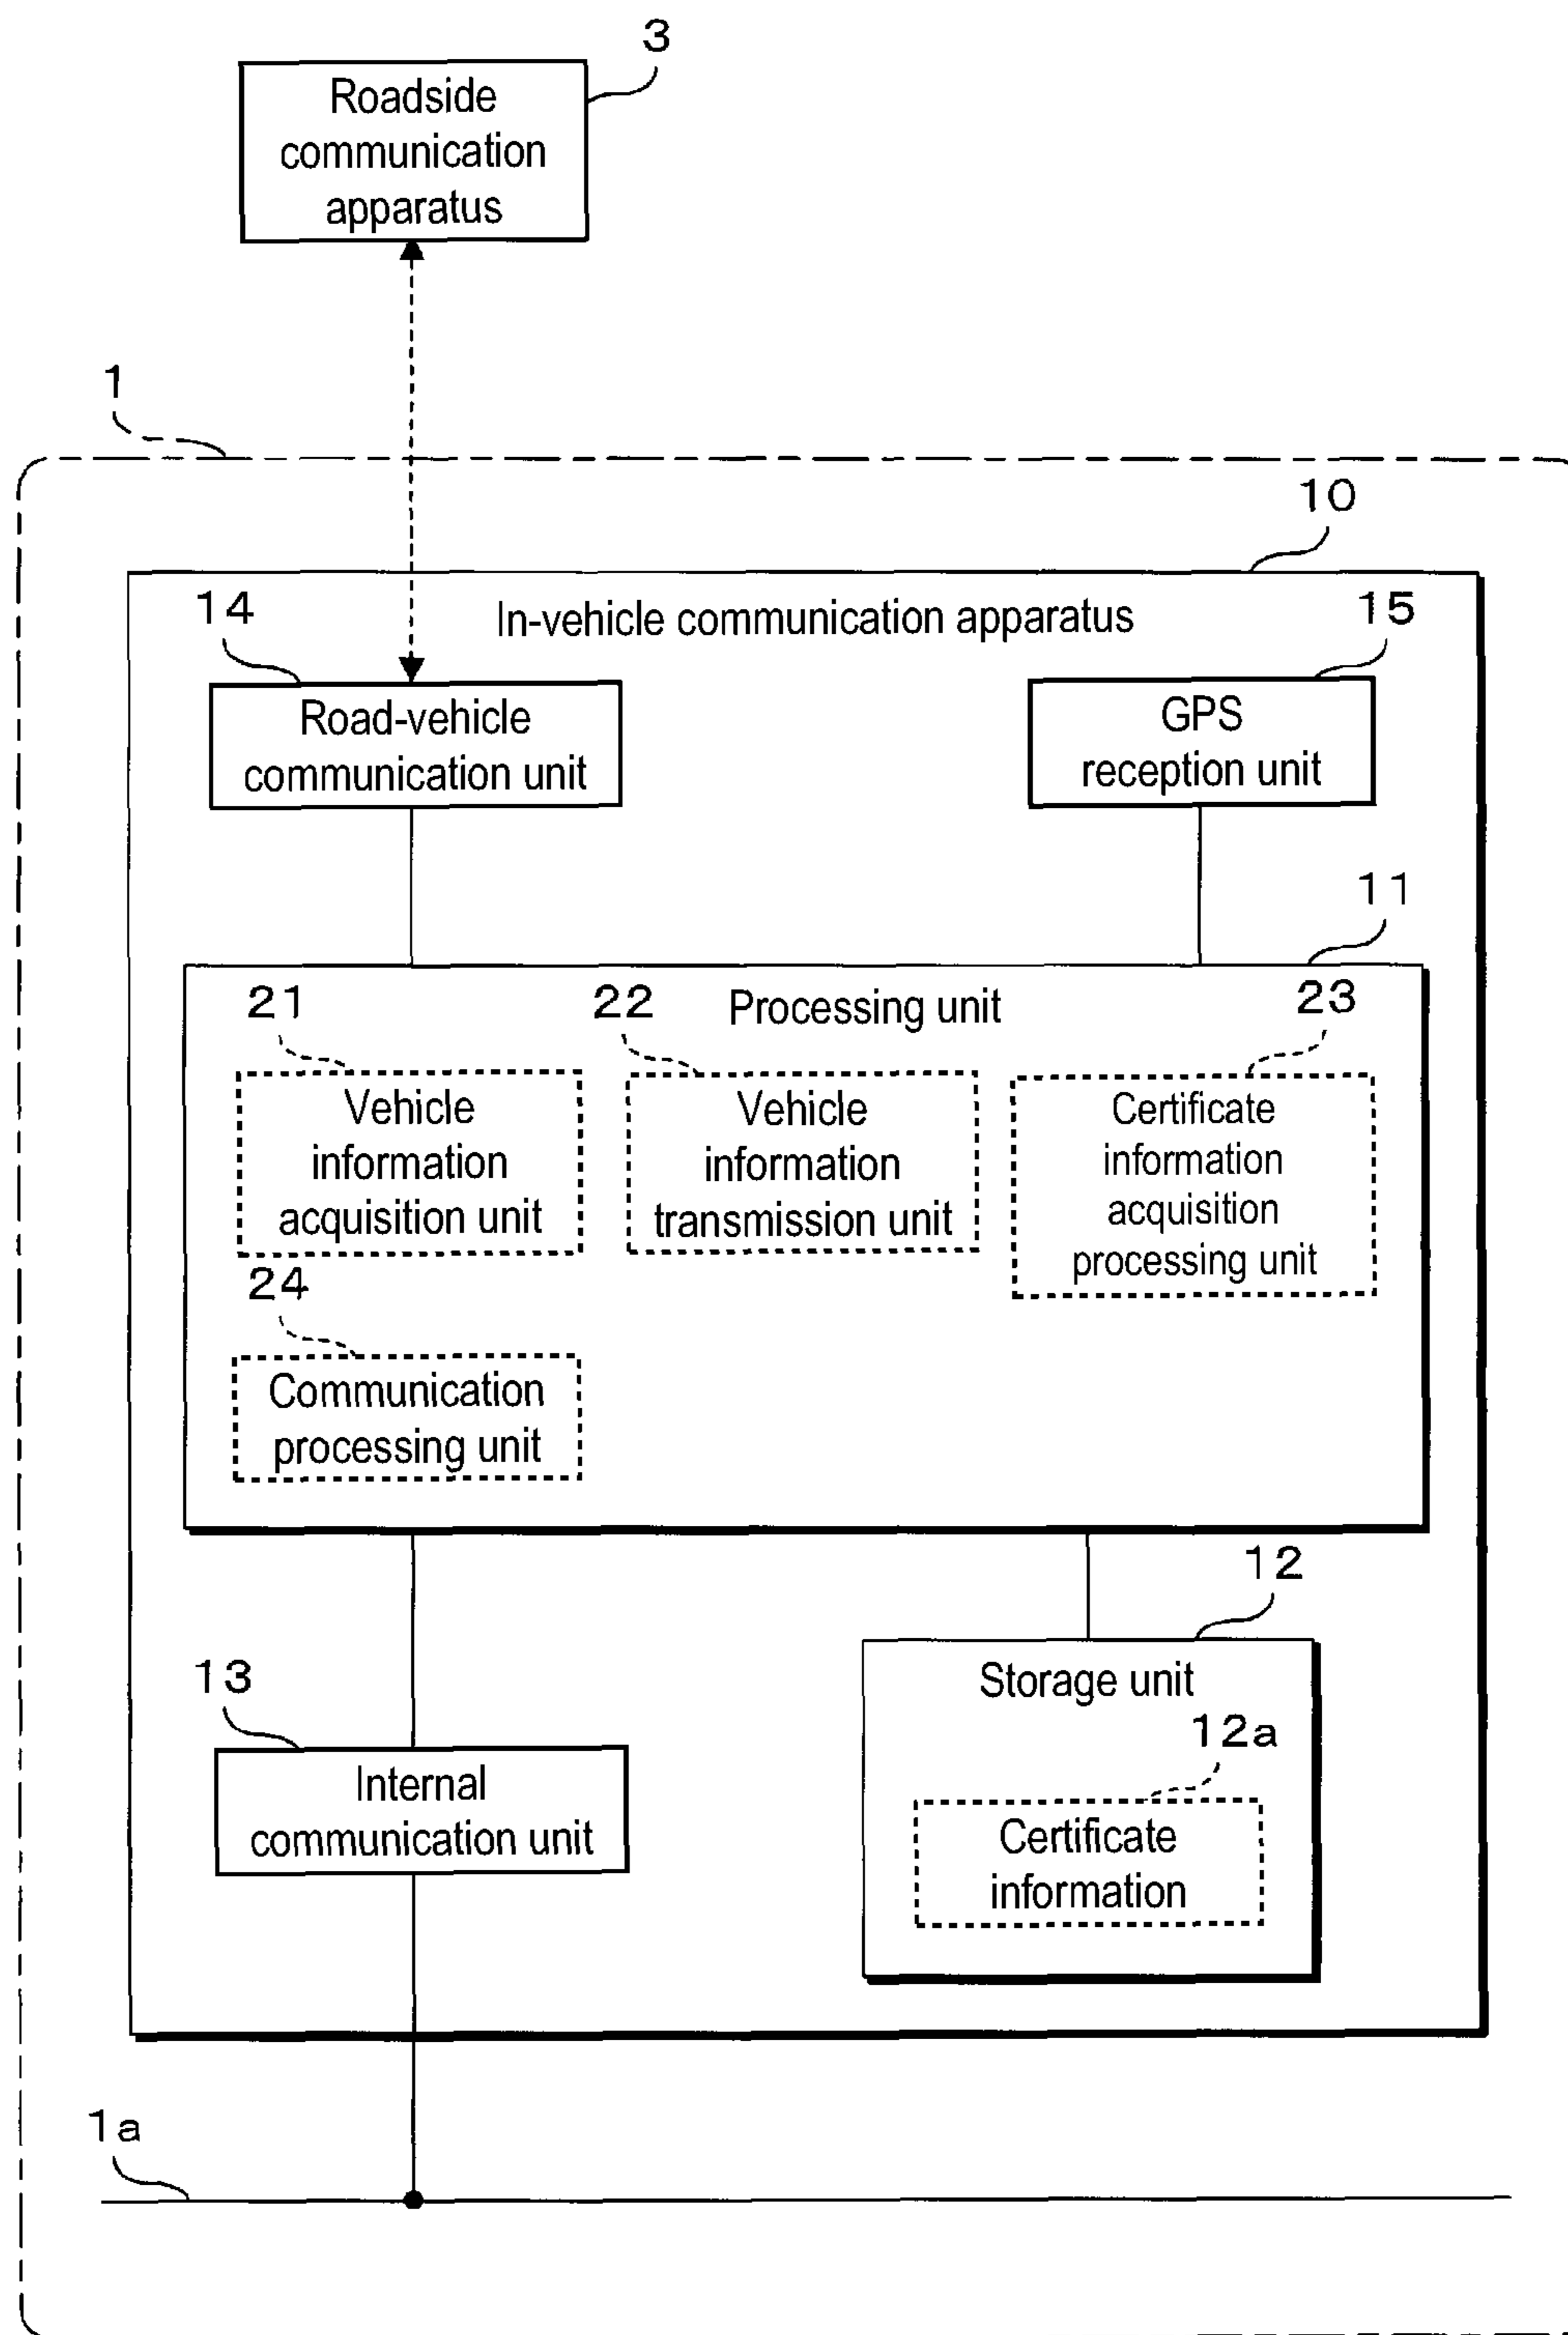 3
Roadside
communication
apparatus
1
10
In-vehicle communication apparatus
14
15
Road-vehicle
communication unit
GPS
reception unit
11
Processing unit
21
22
23
Vehicle
information
acquisition unit
Vehicle
information
transmission unit
Certificate
information
acquisition
processing unit
24
Communication
processing unit
12
Storage unit
12a
Certificate
information
13
Internal
communication unit
1a